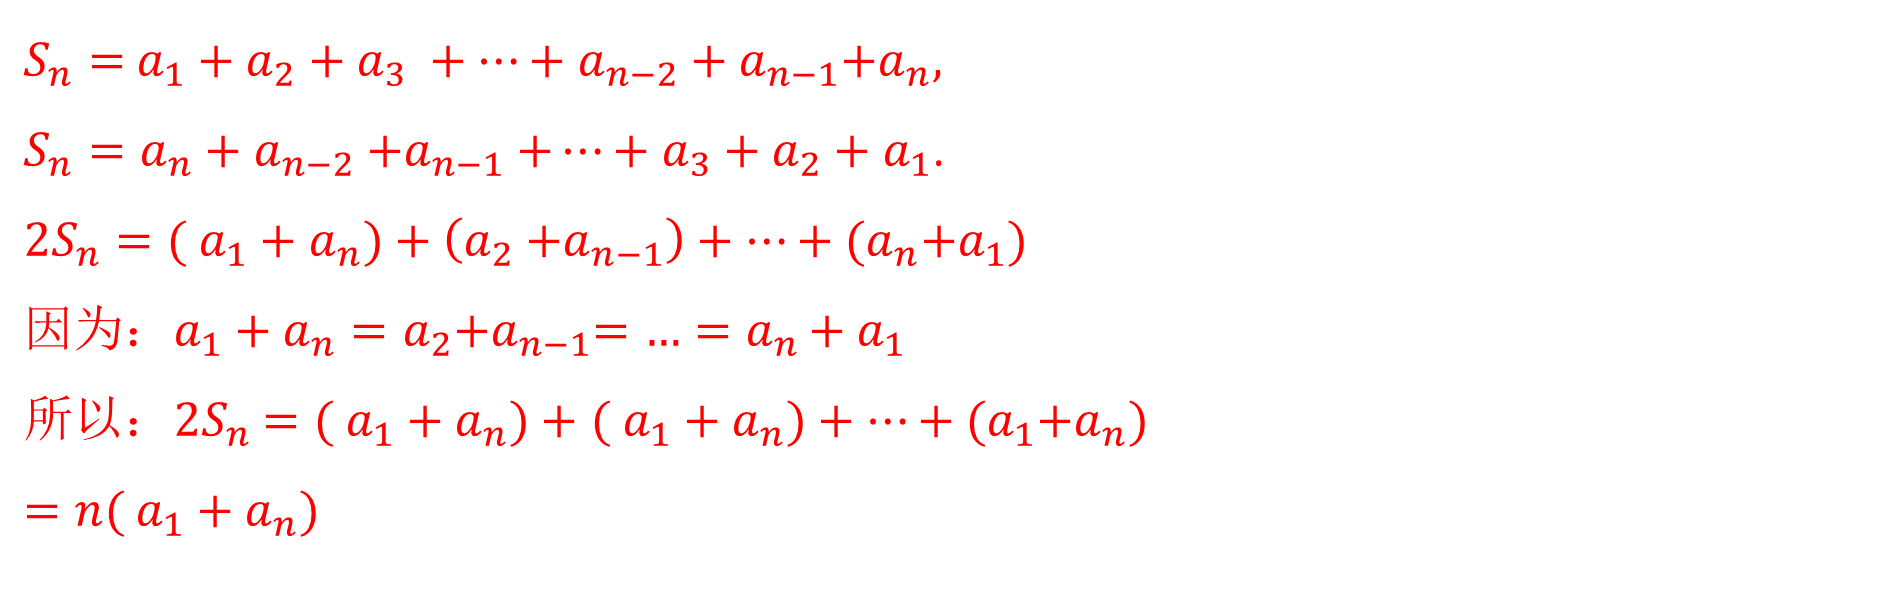 Sₙ = a₁ + a₂ + a₃ + ⋯ + aₙ₋₂ + aₙ₋₁+aₙ,
Sₙ = aₙ + aₙ₋₂ +aₙ₋₁ + ⋯ + a₃ + a₂ + a₁.
2Sₙ = ( a₁ + aₙ) + (a₂ +aₙ₋₁) + ⋯ + (aₙ+a₁)
因为：a₁ + aₙ = a₂+aₙ₋₁= … = aₙ + a₁
所以：2Sₙ = ( a₁ + aₙ) + ( a₁ + aₙ) + ⋯ + (a₁+aₙ)
= n( a₁ + aₙ)